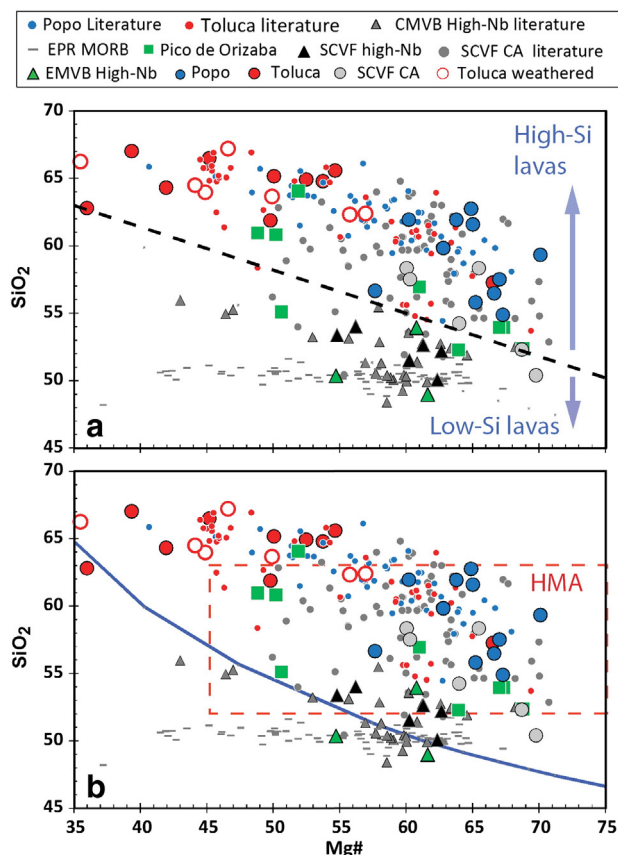 Popo Literature Toluca literature CMVB High-Nb literature
EPR MORB Pico de Orizaba SCVF high-Nb SCVF CA literature
EMVB High-Nb Popo Toluca SCVF CA Toluca weathered
70
65
60
55
50
45
SiO2
High-Si
lavas
Low-Si lavas
a
70
65
60
55
50
45
SiO2
HMA
b
35 40 45 50 55 60 65 70 75
Mg#